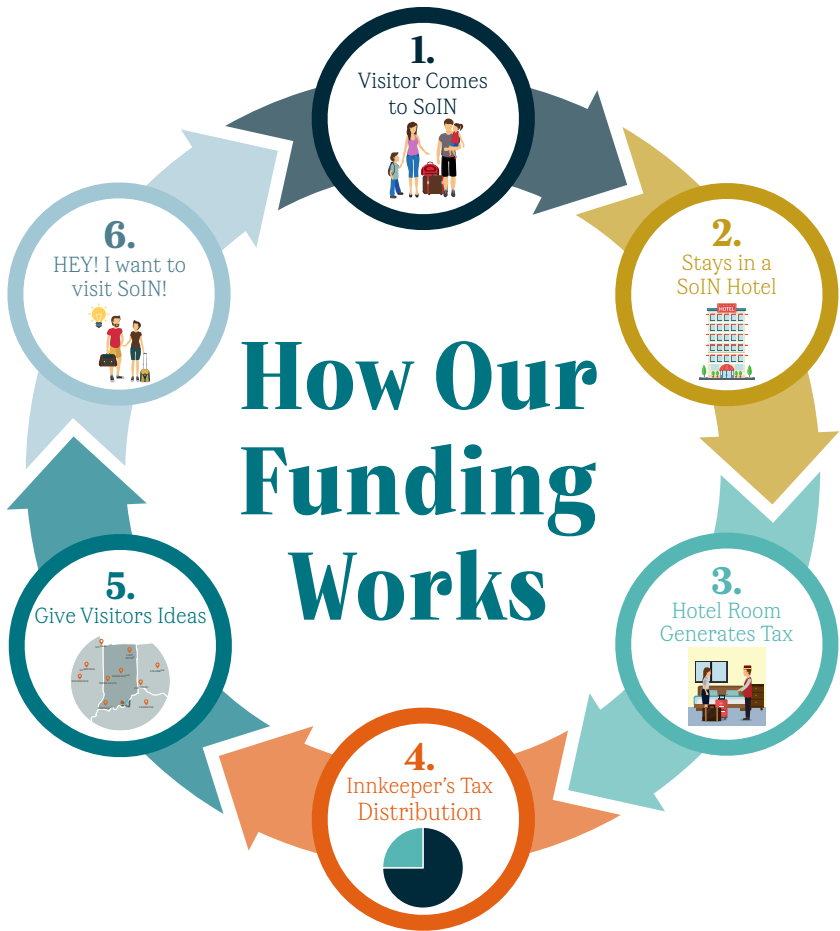 1.
Visitor Comes
to SoIN
2.
Stays in a
SoIN Hotel
HOTEL
3.
Hotel Room
Generates Tax
4.
Innkeeper's Tax
Distribution
5.
Give Visitors Ideas
6.
HEY! I want to
visit SoIN!
How Our
Funding
Works